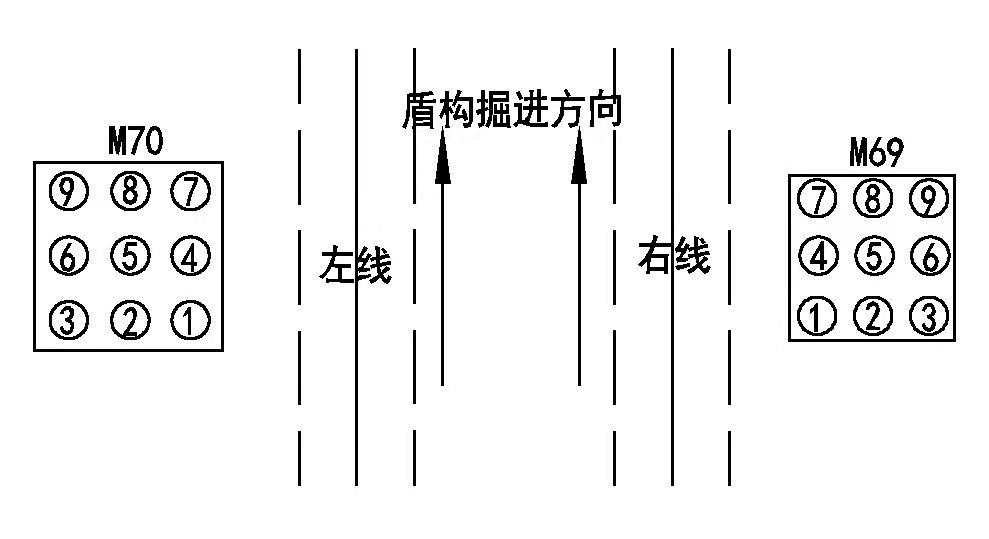 盾构掘进方向
M70
⑨ ⑧ ⑦
⑥ ⑤ ④
③ ② ①
左线
右线
M69
⑦ ⑧ ⑨
④ ⑤ ⑥
① ② ③